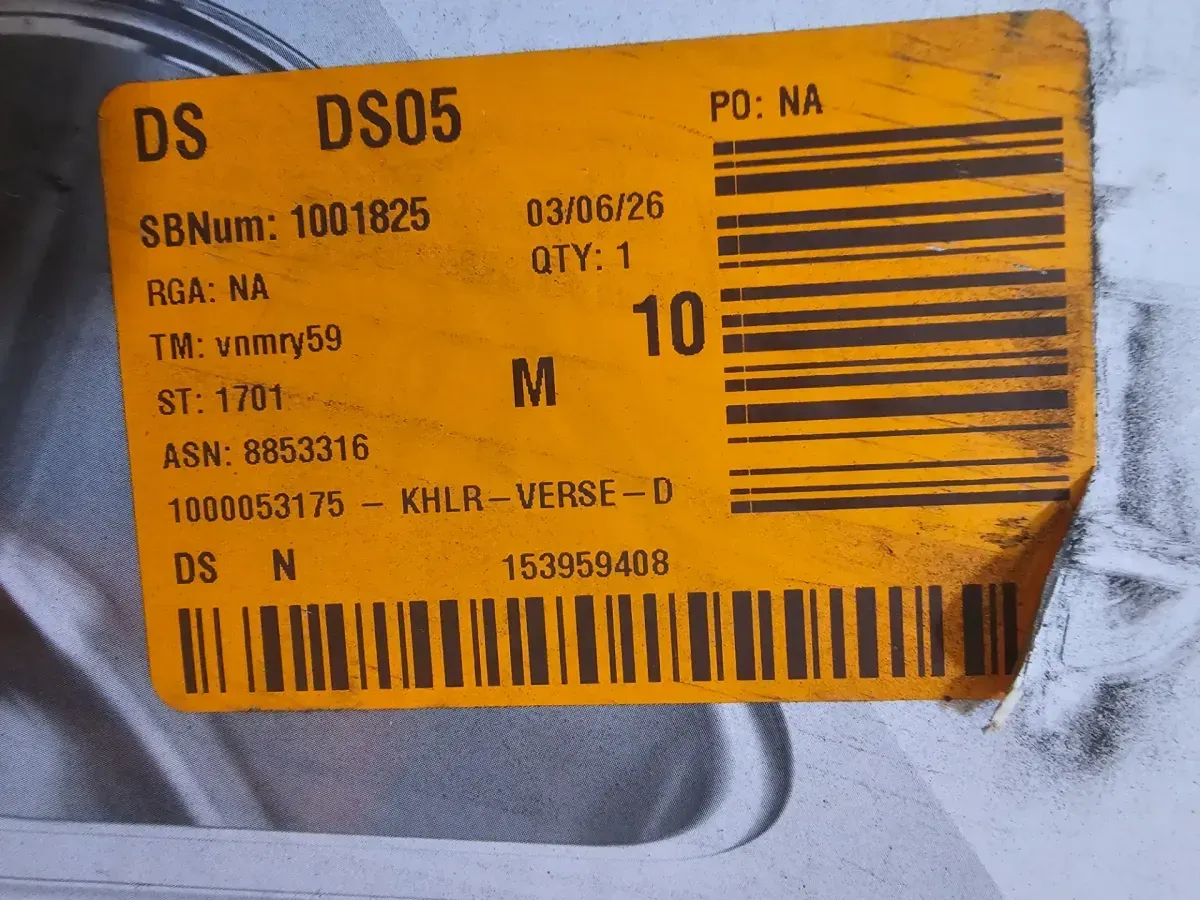 DS DS05 PO: NA
SBNum: 1001825 03/06/26
QTY: 1
RGA: NA
10
TM: vnmry59
M
ST: 1701
ASN: 8853316
1000053175 - KHLR-VERSE-D
DS N 153959408